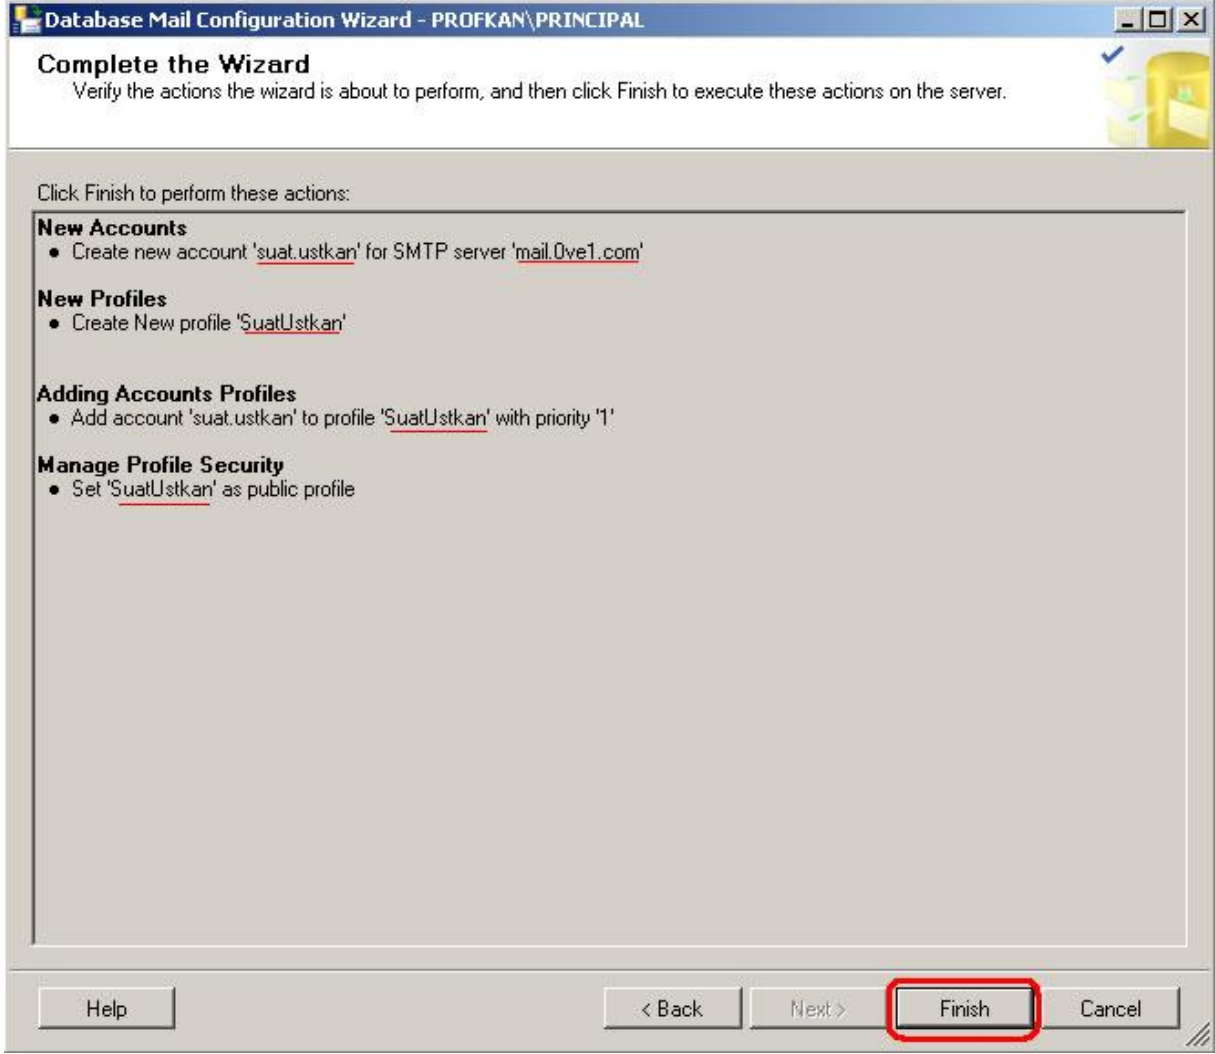 Database Mail Configuration Wizard - PROFKAN\PRINCIPAL
Complete the Wizard
Verify the actions the wizard is about to perform, and then click Finish to execute these actions on the server.
Click Finish to perform these actions:
New Accounts
● Create new account 'suat.ustkan' for SMTP server 'mail.0ve1.com'
New Profiles
● Create New profile 'SuatUstkan'
Adding Accounts Profiles
● Add account 'suat.ustkan' to profile 'SuatUstkan' with priority '1'
Manage Profile Security
● Set 'SuatUstkan' as public profile
Help
< Back
Next >
Finish
Cancel